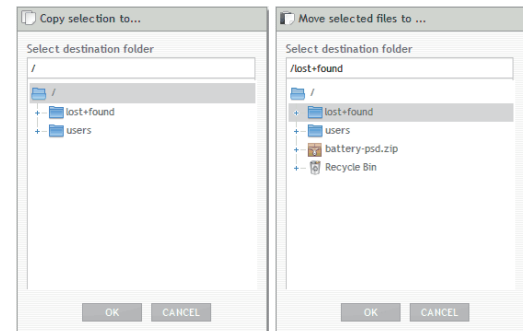 Copy selection to...
Select destination folder
/
/
lost+found
users
OK CANCEL
Move selected files to ...
Select destination folder
/lost+found
/
lost+found
users
battery-psd.zip
Recycle Bin
OK CANCEL